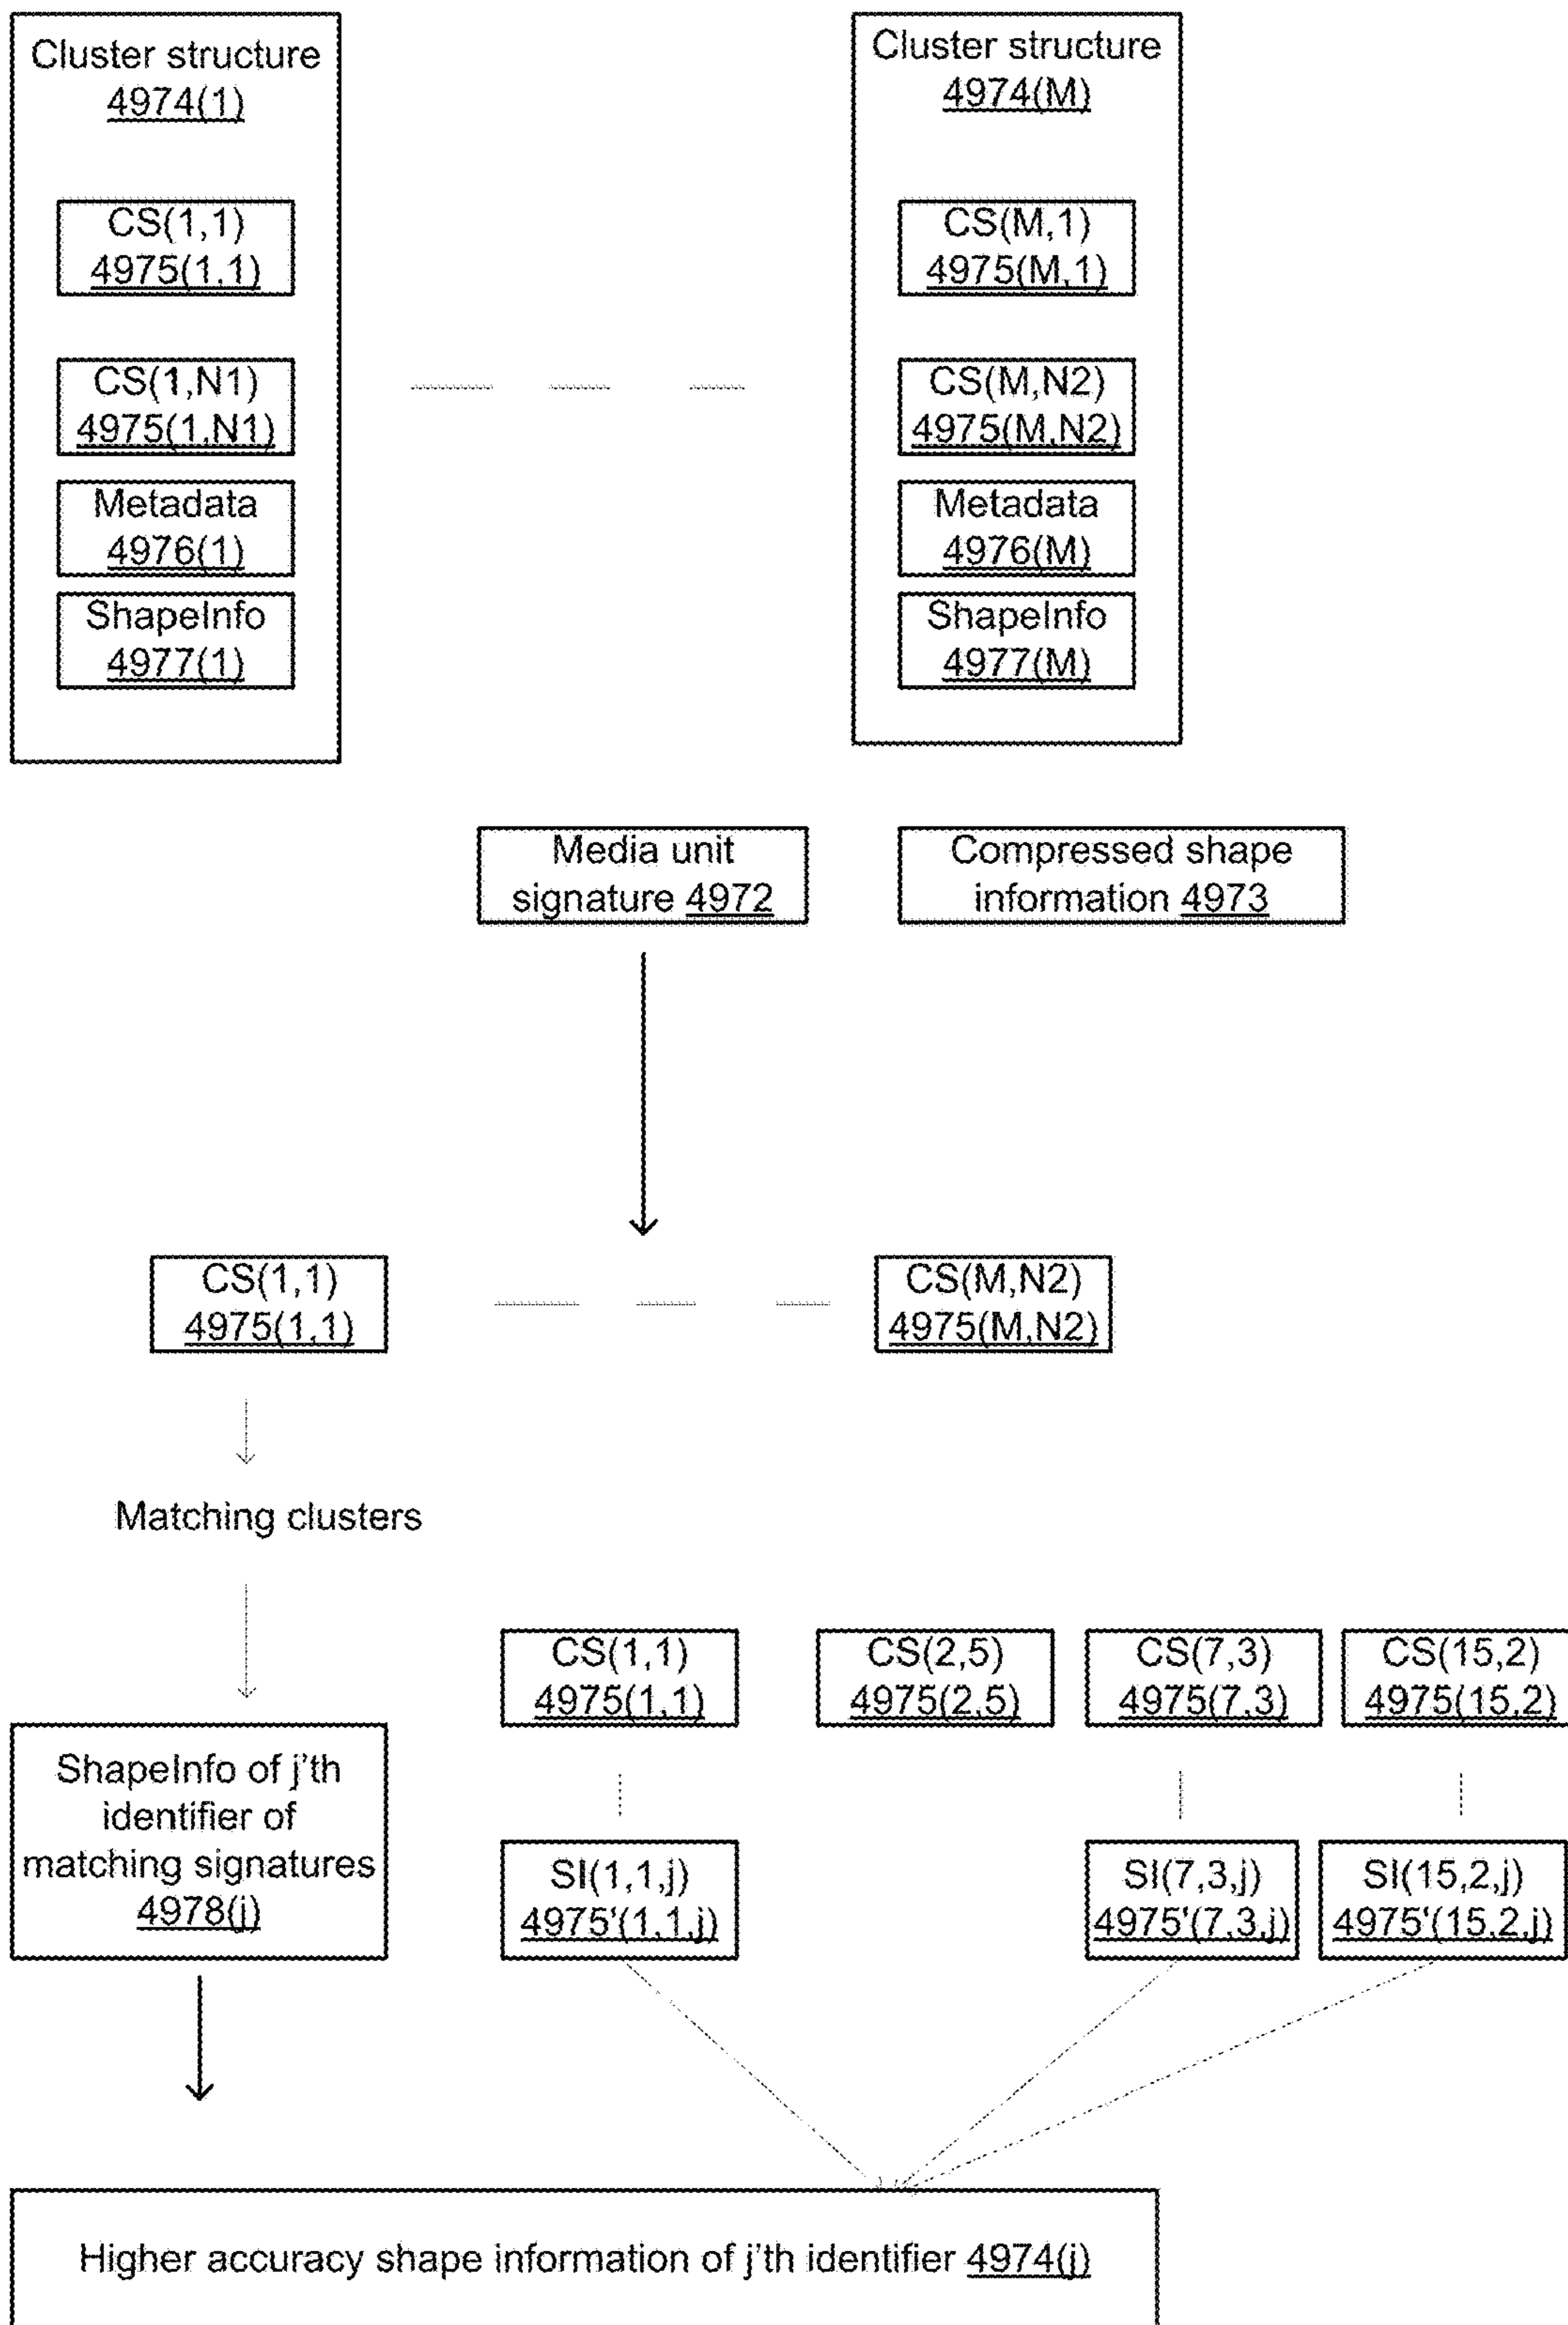 Cluster structure
4974(1)
CS(1,1)
4975(1,1)
CS(1,N1)
4975(1,N1)
Metadata
4976(1)
ShapeInfo
4977(1)
Cluster structure
4974(M)
CS(M,1)
4975(M,1)
CS(M,N2)
4975(M,N2)
Metadata
4976(M)
ShapeInfo
4977(M)
Media unit
signature 4972
Compressed shape
information 4973
CS(1,1)
4975(1,1)
CS(M,N2)
4975(M,N2)
Matching clusters
CS(1,1)
4975(1,1)
CS(2,5)
4975(2,5)
CS(7,3)
4975(7,3)
CS(15,2)
4975(15,2)
ShapeInfo of j'th
identifier of
matching signatures
4978(j)
SI(1,1,j)
4975'(1,1,j)
SI(7,3,j)
4975'(7,3,j)
SI(15,2,j)
4975'(15,2,j)
Higher accuracy shape information of j'th identifier 4974(j)